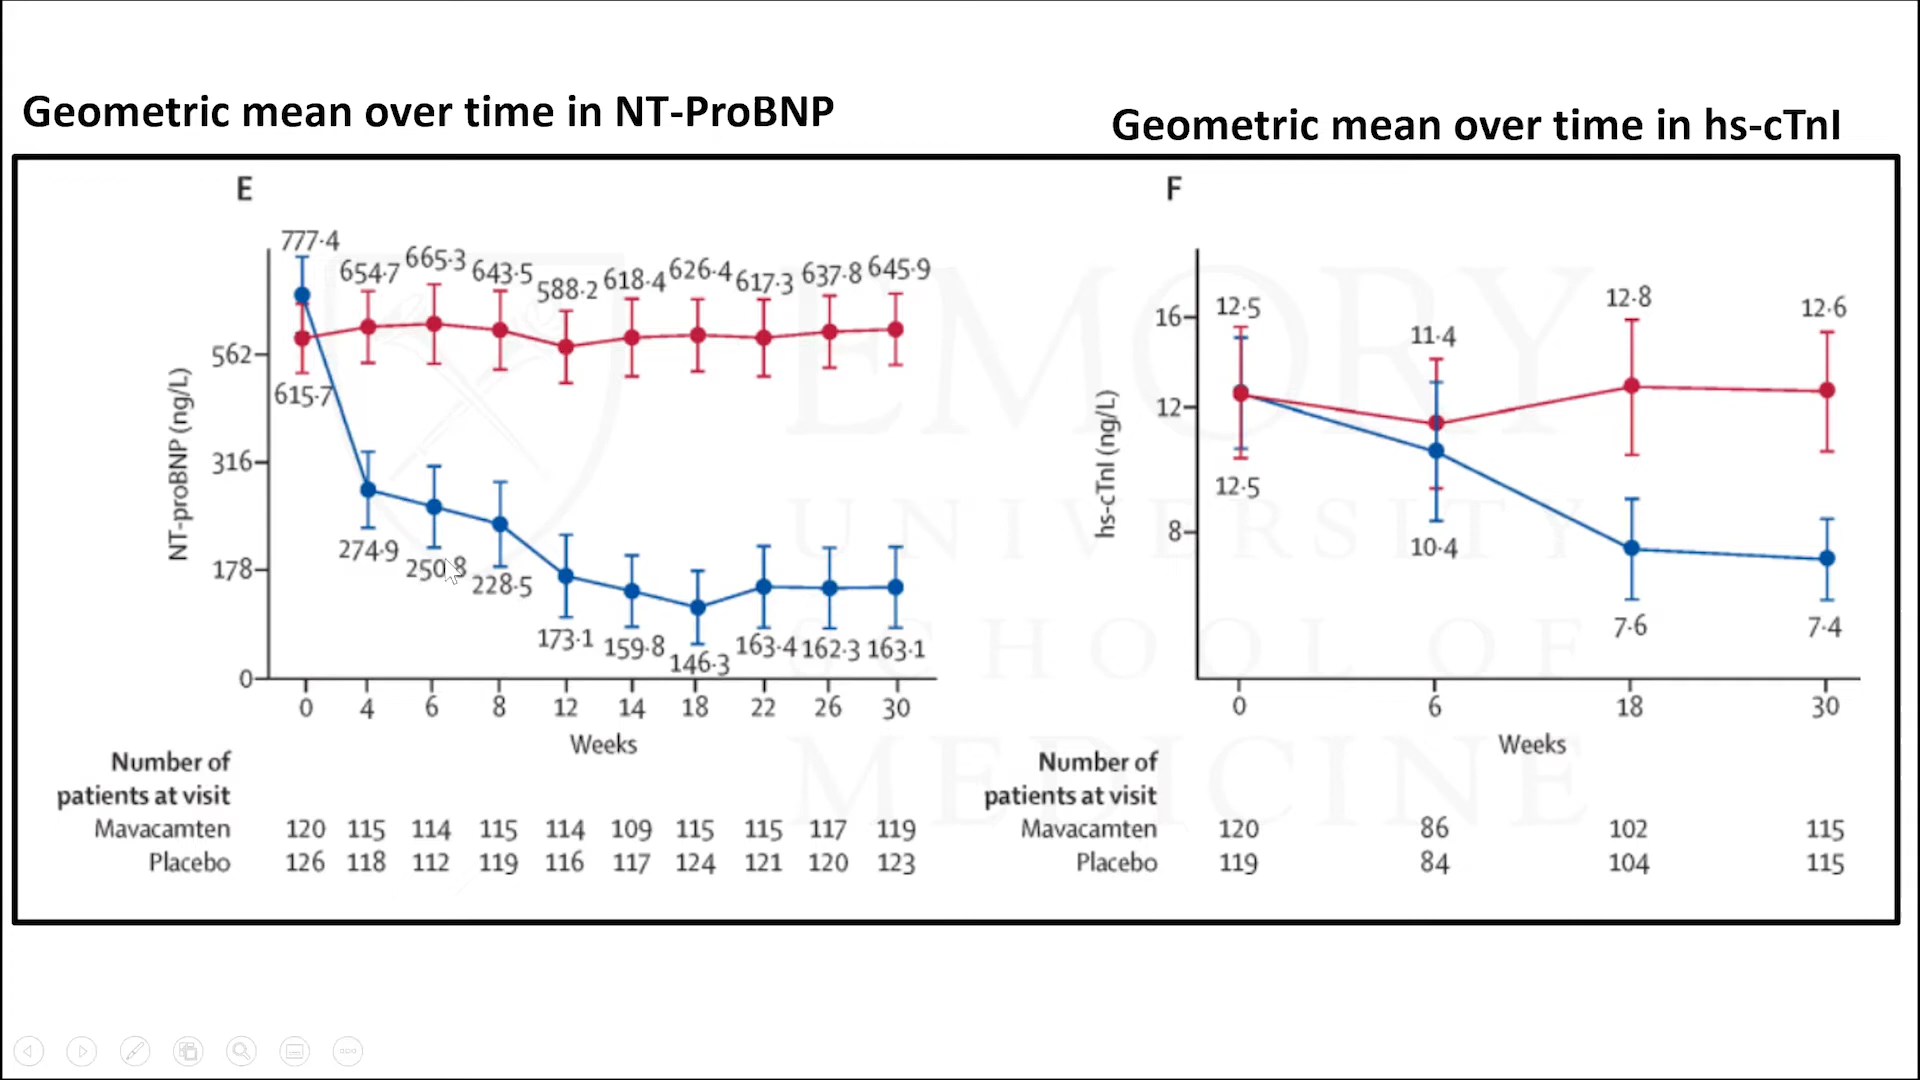 Geometric mean over time in NT-ProBNP
Geometric mean over time in hs-cTnI
E
777·4
654·7
665·3
643·5
588·2
618·4
626·4
617·3
637·8
645·9
562
316
178
0
NT-proBNP (ng/L)
615·7
274·9
250·8
228·5
173·1
159·8
146·3
163·4
162·3
163·1
0 4 6 8 12 14 18 22 26 30
Weeks
Number of
patients at visit
Mavacamten 120 115 114 115 114 109 115 115 117 119
Placebo 126 118 112 119 116 117 124 121 120 123
F
16
12
8
hs-cTnI (ng/L)
12·5
11·4
12·8
12·6
12·5
10·4
7·6
7·4
0 6 18 30
Weeks
Number of
patients at visit
Mavacamten 120 86 102 115
Placebo 119 84 104 115
EMORY
UNIVERSITY
SCHOOL OF
MEDICINE